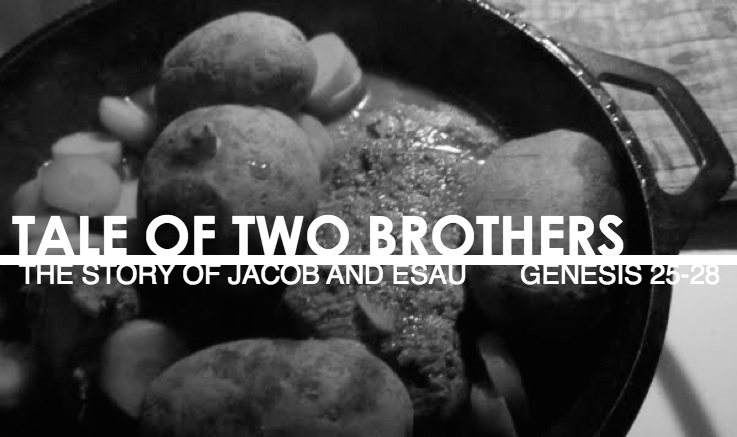 TALE OF TWO BROTHERS
THE STORY OF JACOB AND ESAU GENESIS 25-28